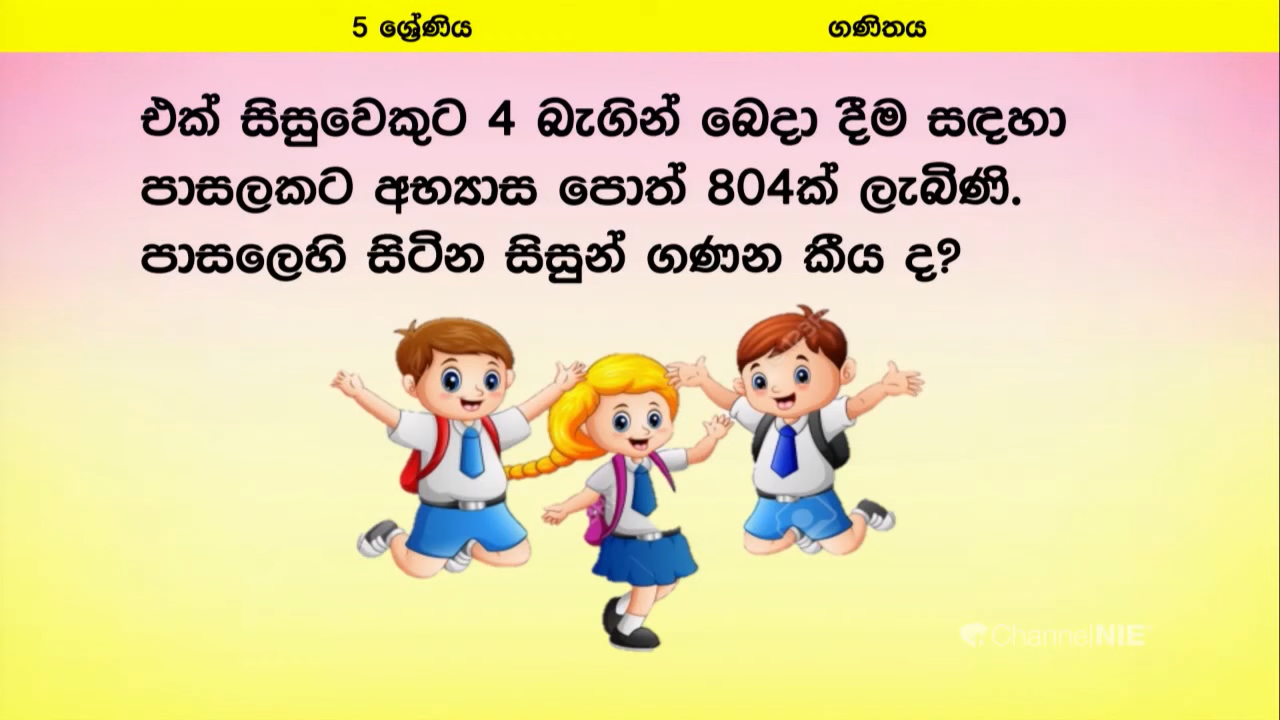 5 ශ්‍රේණිය ගණිතය
එක් සිසුවෙකුට 4 බැගින් බෙදා දීම සඳහා
පාසලකට අභ්‍යාස පොත් 804ක් ලැබිණි.
පාසලෙහි සිටින සිසුන් ගණන කීය ද?
ChannelNIE